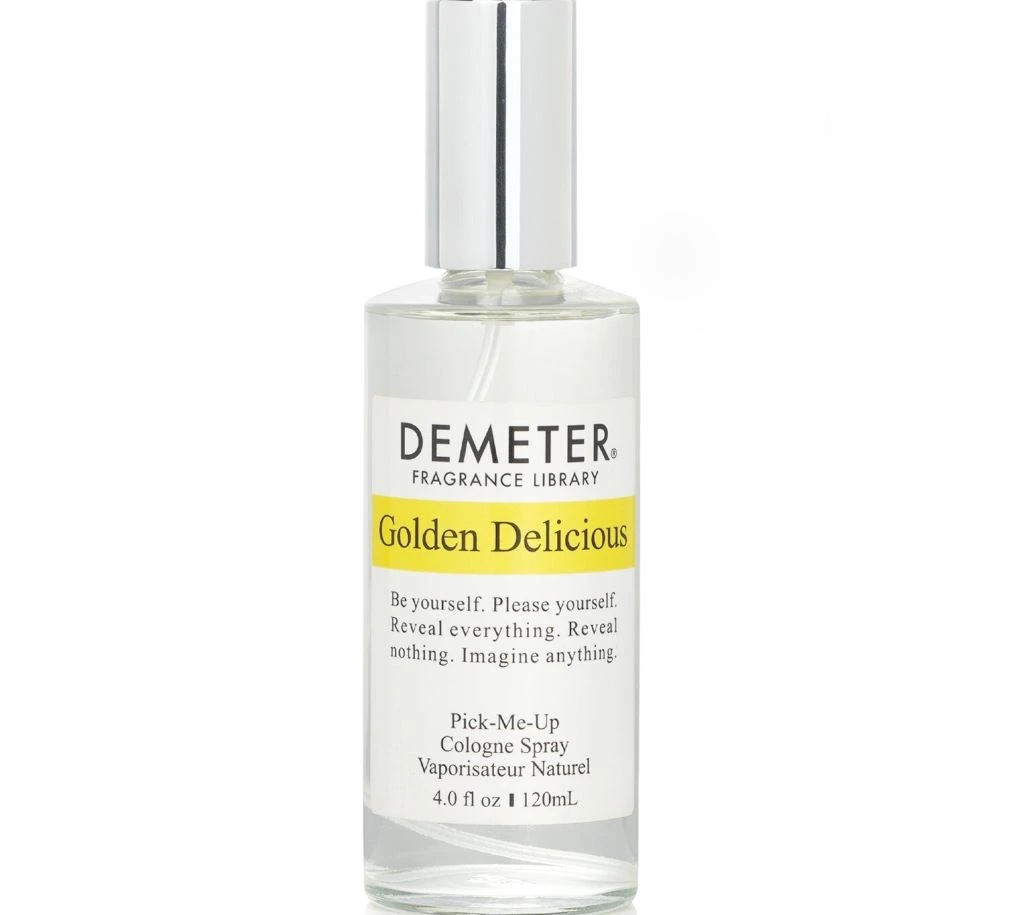 DEMETER®
FRAGRANCE LIBRARY
Golden Delicious
Be yourself. Please yourself.
Reveal everything. Reveal
nothing. Imagine anything.
Pick-Me-Up
Cologne Spray
Vaporisateur Naturel
4.0 fl oz ▮ 120mL